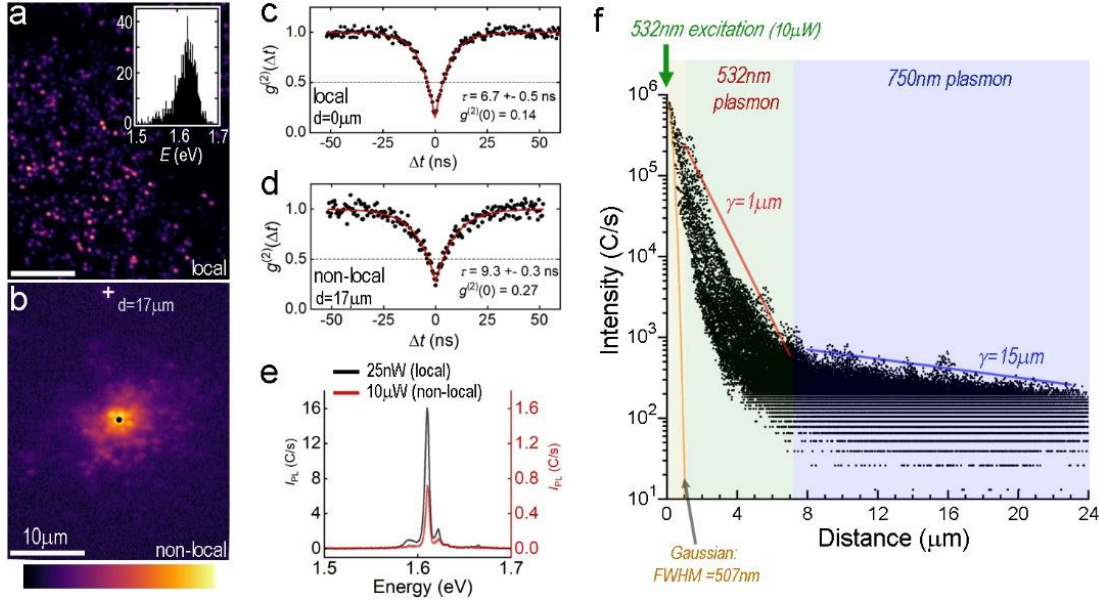 a
40
20
0
1.5 1.6 1.7
E (eV)
local
b
+
d=17μm
10μm
non-local
c
1.0
0.5
0.0
g⁽²⁾(Δt)
local
d=0μm
τ = 6.7 +- 0.5 ns
g⁽²⁾(0) = 0.14
-50 -25 0 25 50
Δt (ns)
d
1.0
0.5
0.0
g⁽²⁾(Δt)
non-local
d=17μm
τ = 9.3 +- 0.3 ns
g⁽²⁾(0) = 0.27
-50 -25 0 25 50
Δt (ns)
e
25nW (local)
10μW (non-local)
16
12
8
4
0
I_PL (C/s)
1.6
1.2
0.8
0.4
0.0
I_PL (C/s)
1.5 1.6 1.7
Energy (eV)
f
532nm excitation (10μW)
532nm
plasmon
750nm plasmon
10⁶
10⁵
10⁴
10³
10²
10¹
Intensity (C/s)
γ=1μm
γ=15μm
0 4 8 12 16 20 24
Distance (μm)
Gaussian:
FWHM =507nm